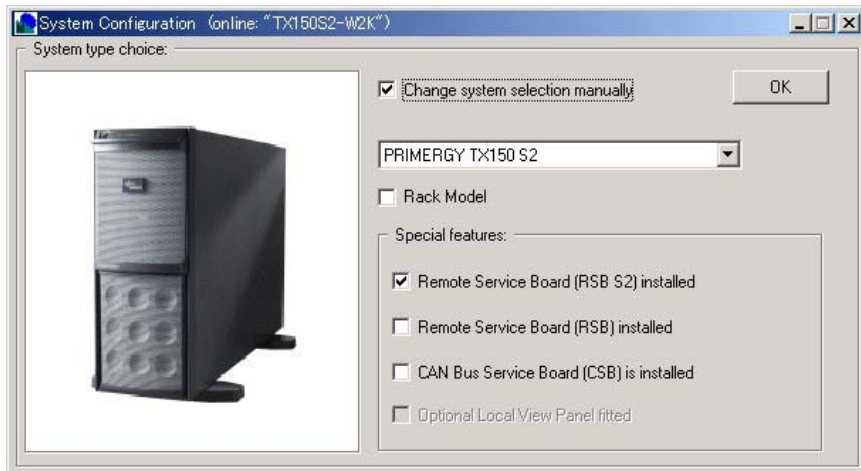 System Configuration (online: "TX150S2-W2K")
System type choice:
Change system selection manually
OK
PRIMERGY TX150 S2
Rack Model
Special features:
Remote Service Board (RSB S2) installed
Remote Service Board (RSB) installed
CAN Bus Service Board (CSB) is installed
Optional Local View Panel fitted